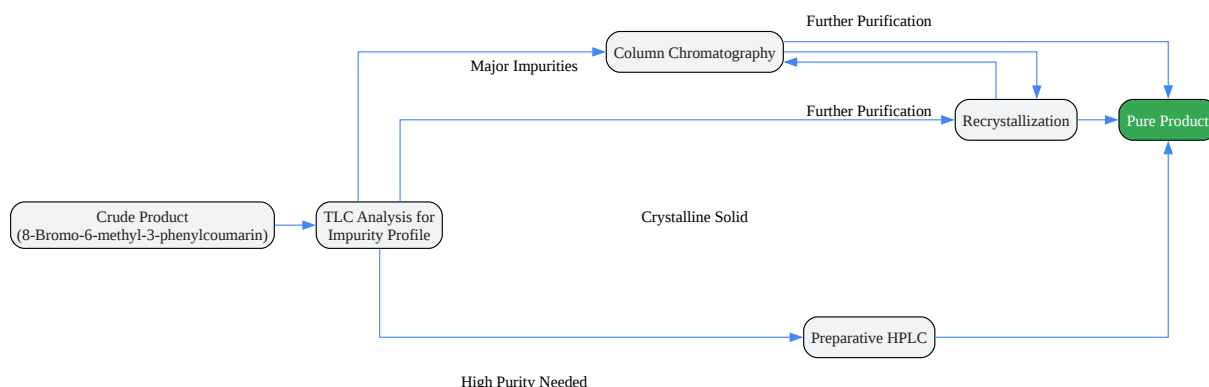 Further Purification
Column Chromatography
Major Impurities
Further Purification
Recrystallization
Pure Product
Crude Product
(8-Bromo-6-methyl-3-phenylcoumarin)
TLC Analysis for
Impurity Profile
Crystalline Solid
Preparative HPLC
High Purity Needed